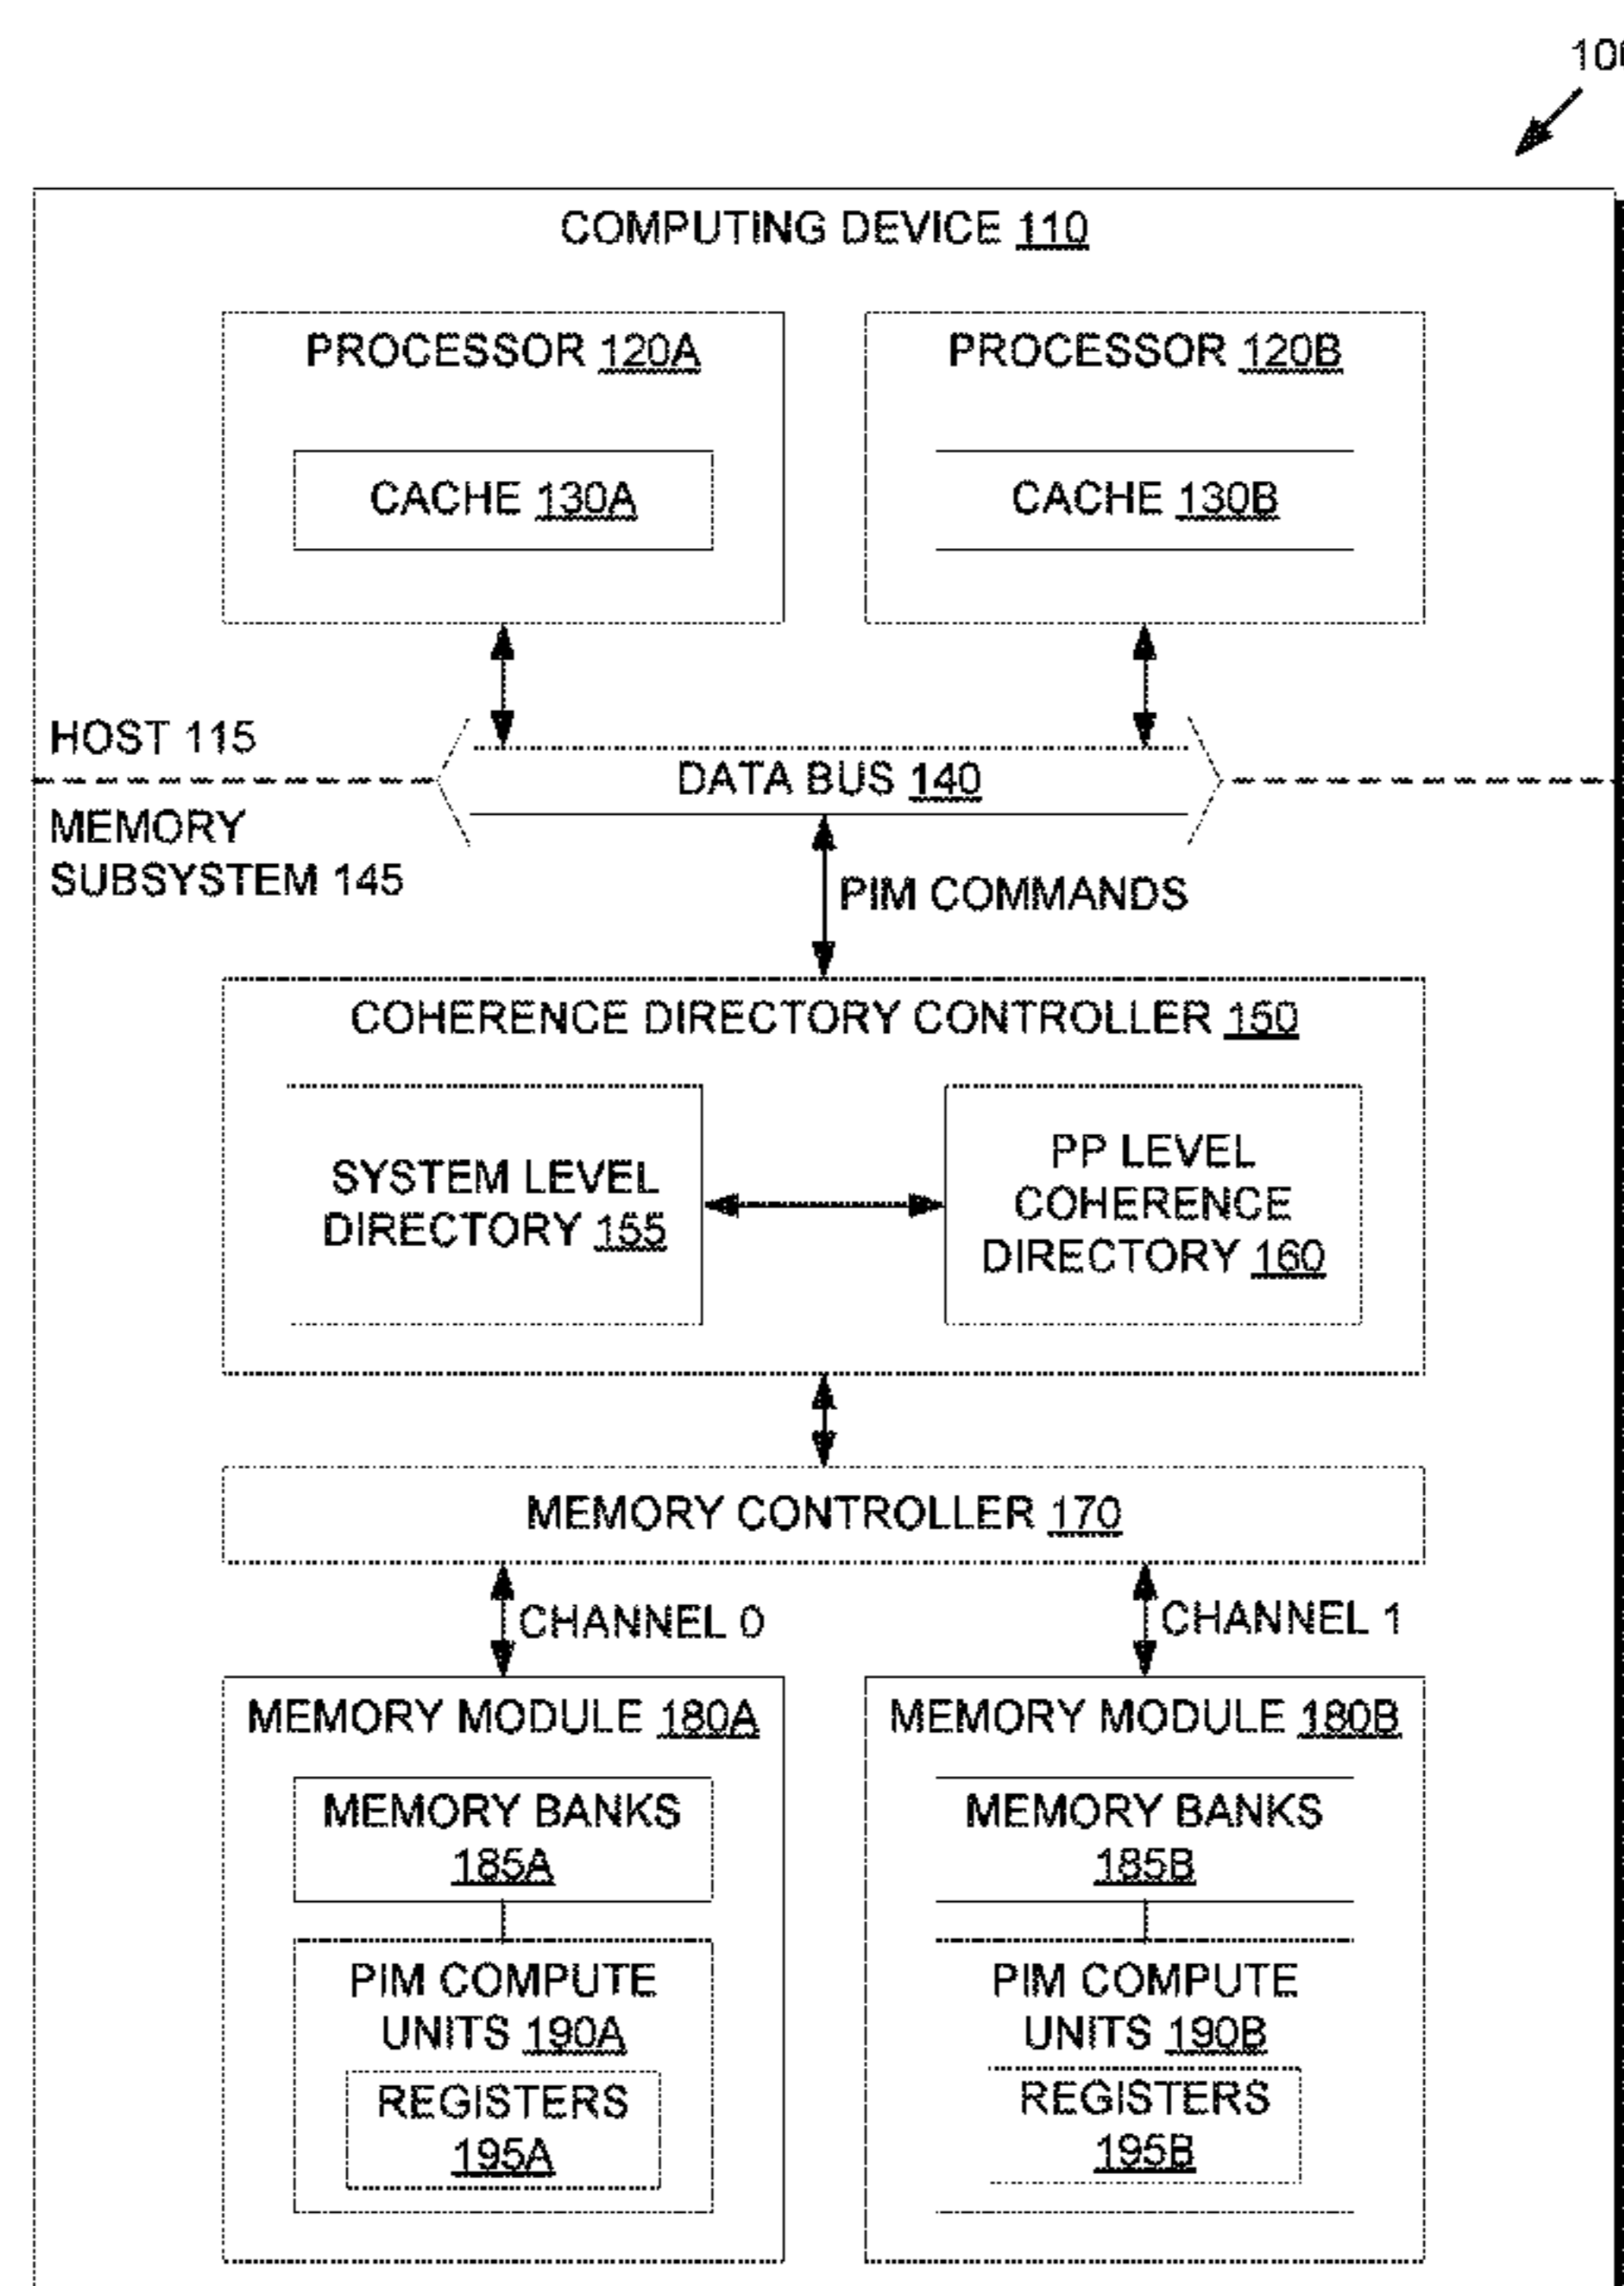 COMPUTING DEVICE 110
PROCESSOR 120A
PROCESSOR 120B
CACHE 130A
CACHE 130B
HOST 115
DATA BUS 140
MEMORY
SUBSYSTEM 145
PIM COMMANDS
COHERENCE DIRECTORY CONTROLLER 150
SYSTEM LEVEL
DIRECTORY 155
PP LEVEL
COHERENCE
DIRECTORY 160
MEMORY CONTROLLER 170
CHANNEL 0
CHANNEL 1
MEMORY MODULE 180A
MEMORY BANKS
185A
PIM COMPUTE
UNITS 190A
REGISTERS
195A
MEMORY MODULE 180B
MEMORY BANKS
185B
PIM COMPUTE
UNITS 190B
REGISTERS
195B